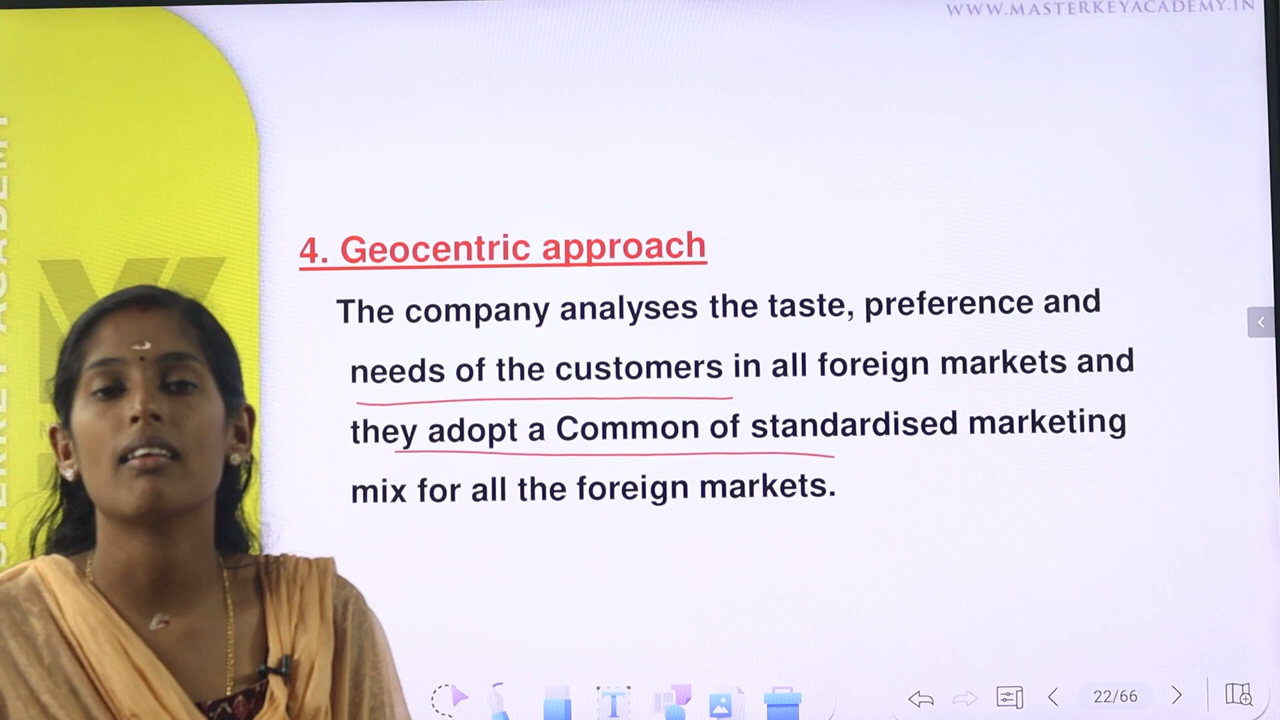 WWW.MASTERKEYACADEMY.IN
4. Geocentric approach
The company analyses the taste, preference and
needs of the customers in all foreign markets and
they adopt a Common of standardised marketing
mix for all the foreign markets.
22/66